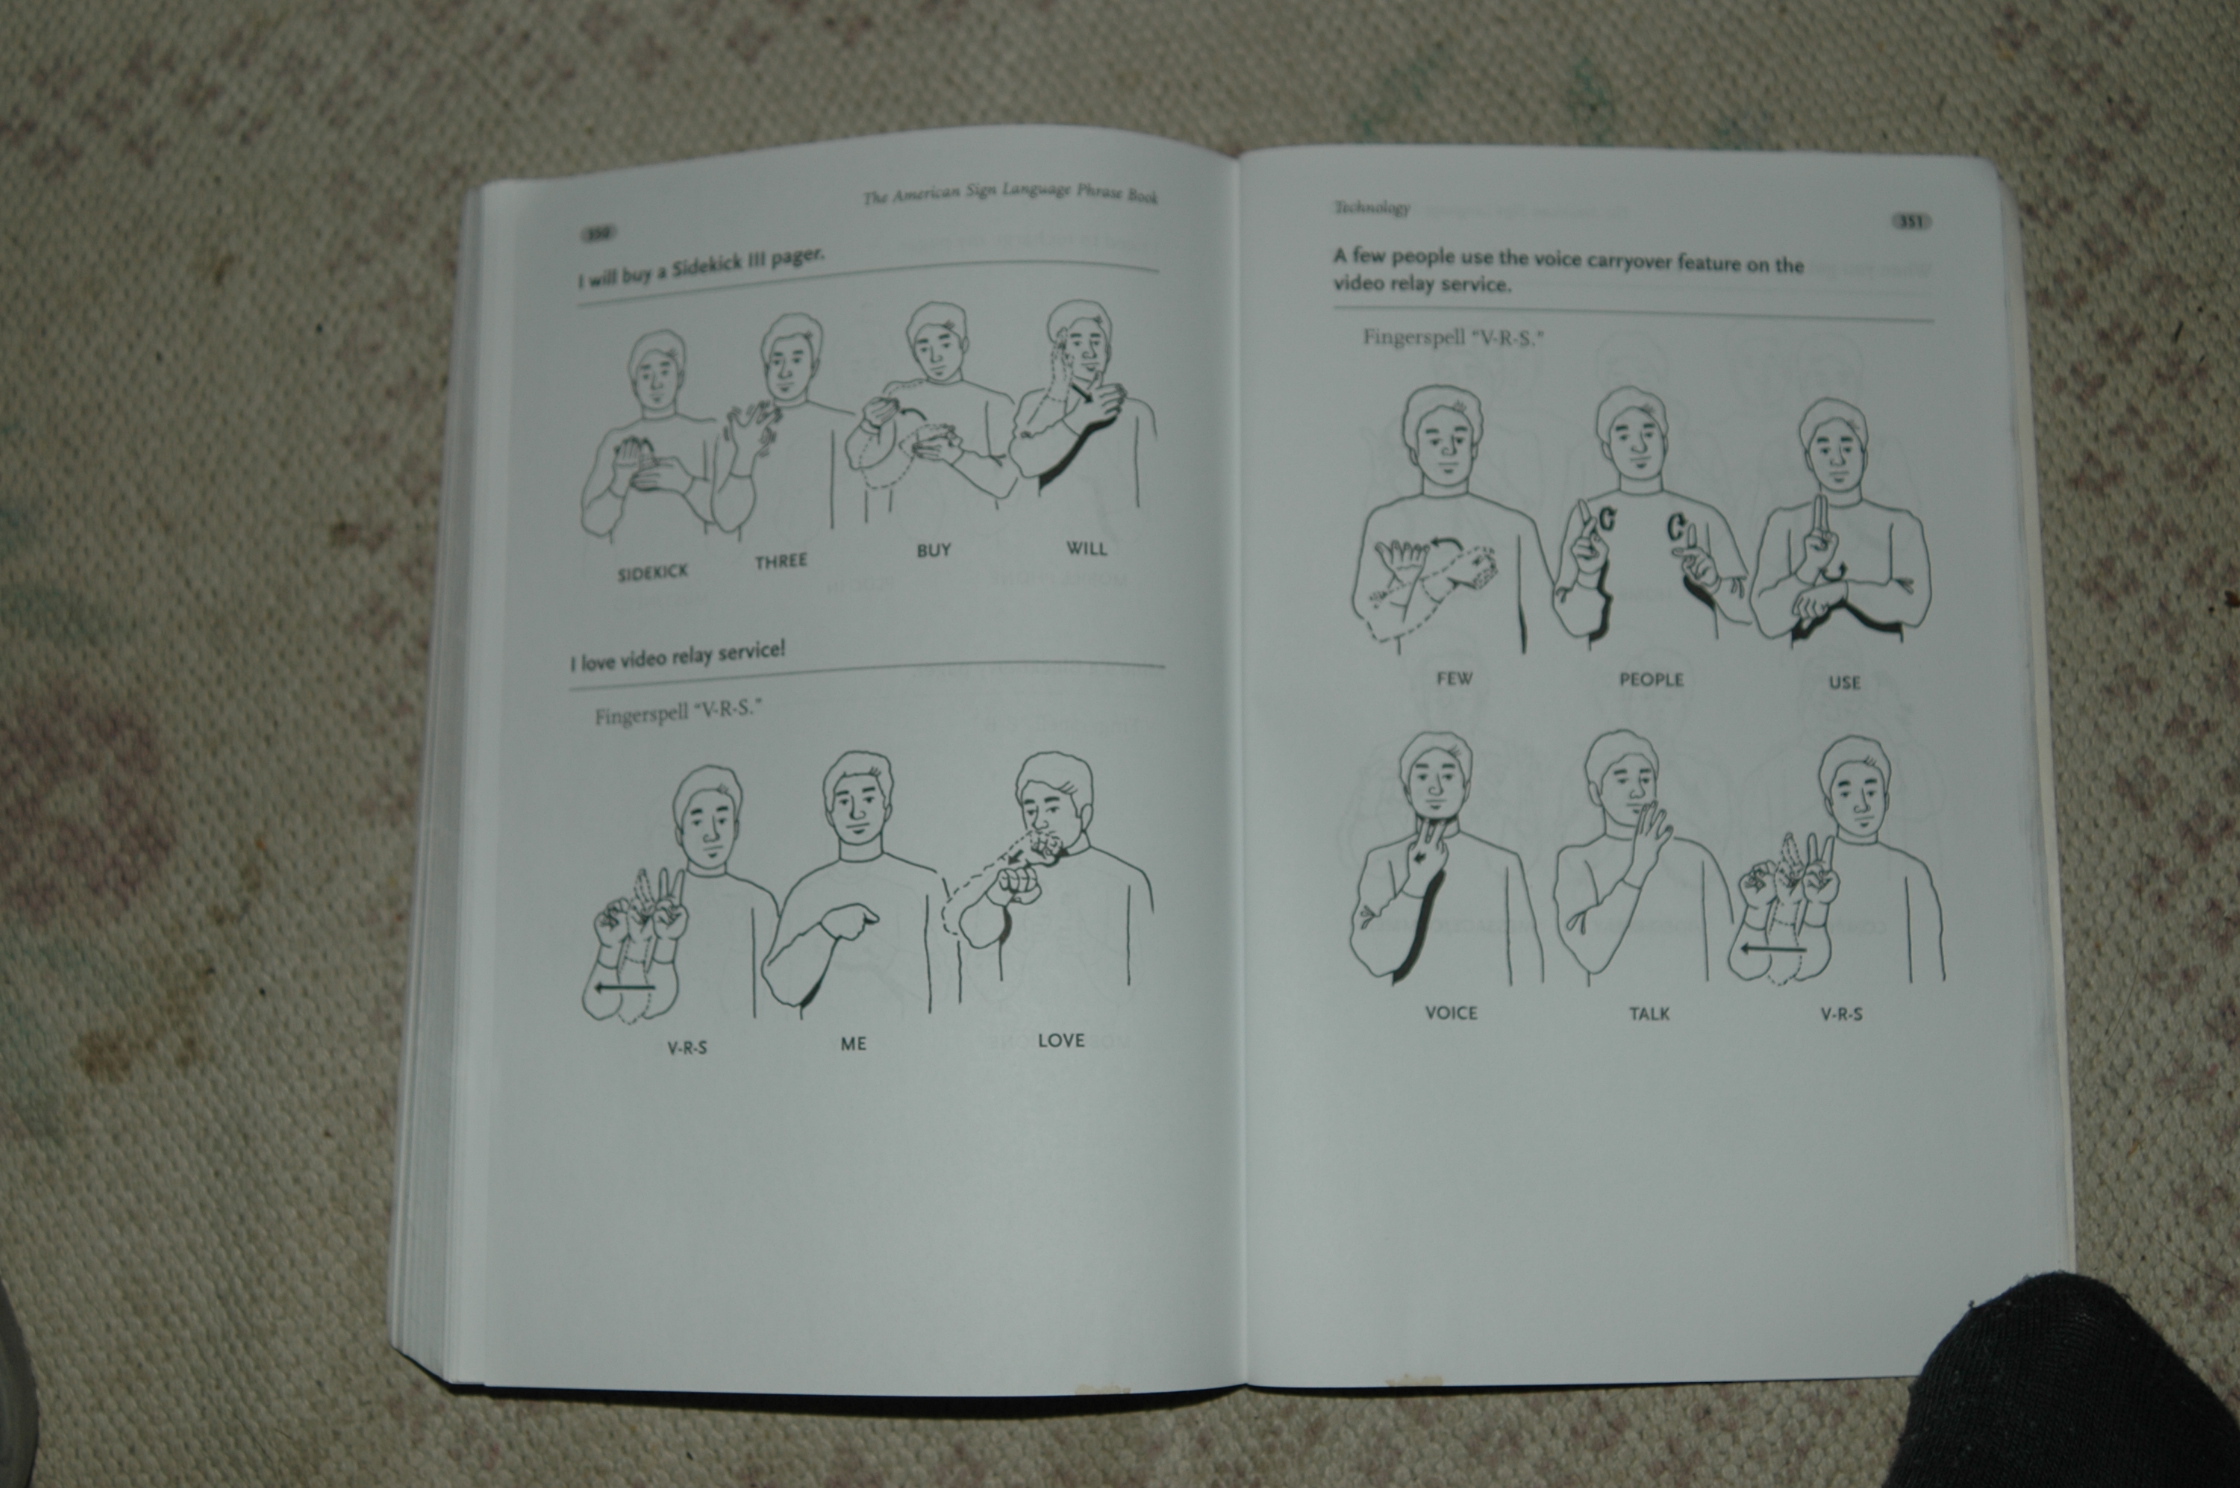 350
The American Sign Language Phrase Book
I will buy a Sidekick III pager.
SIDEKICK THREE BUY WILL
I love video relay service!
Fingerspell "V-R-S."
V-R-S ME LOVE
Technology
351
A few people use the voice carryover feature on the
video relay service.
Fingerspell "V-R-S."
FEW PEOPLE USE
VOICE TALK V-R-S